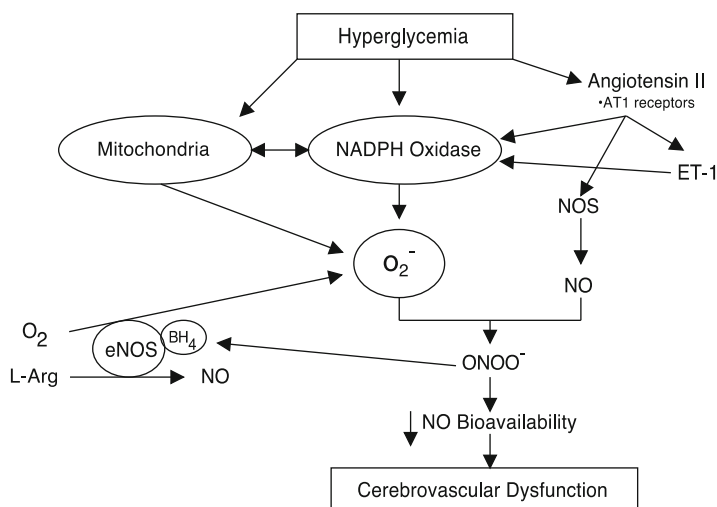 Hyperglycemia
Angiotensin II
•AT1 receptors
Mitochondria
NADPH Oxidase
ET-1
NOS
O2-
NO
O2
eNOS
BH4
L-Arg
NO
ONOO-
NO Bioavailability
Cerebrovascular Dysfunction